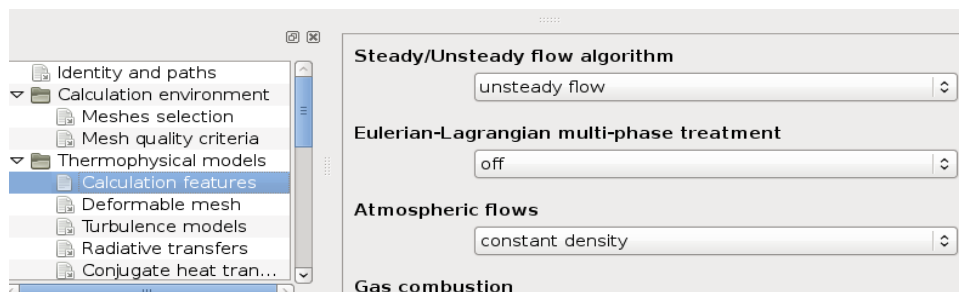 Identity and paths
Calculation environment
Meshes selection
Mesh quality criteria
Thermophysical models
Calculation features
Deformable mesh
Turbulence models
Radiative transfers
Conjugate heat tran...
Steady/Unsteady flow algorithm
unsteady flow
Eulerian-Lagrangian multi-phase treatment
off
Atmospheric flows
constant density
Gas combustion